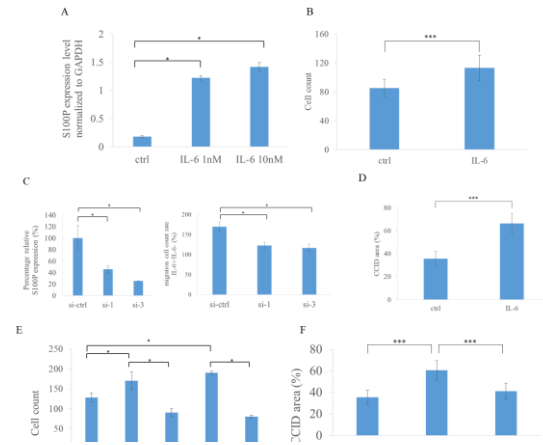 A
S100P expression level
normalized to GAPDH
2
1.5
1
0.5
0
*
*
ctrl
IL-6 1nM
IL-6 10nM
B
Cell count
160
120
80
40
0
***
ctrl
IL-6
C
Percentage relative
S100P expression (%)
140
120
100
80
60
40
20
0
*
*
si-ctrl
si-1
si-3
migration cell count rate
IL-6+/IL-6- (%)
200
150
100
50
0
*
*
si-ctrl
si-1
si-3
D
CCID area (%)
80
60
40
20
0
***
ctrl
IL-6
E
Cell count
250
200
150
100
50
*
*
*
*
F
CCID area (%)
80
60
40
20
0
***
***